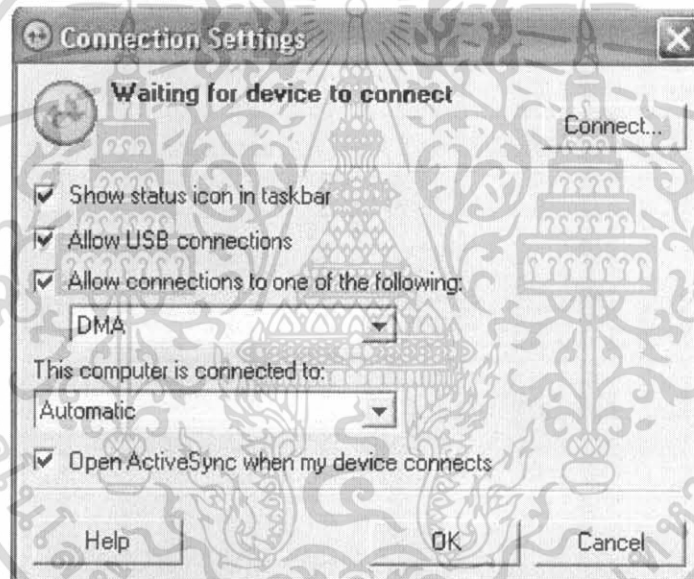 Connection Settings
Waiting for device to connect
Connect...
Show status icon in taskbar
Allow USB connections
Allow connections to one of the following:
DMA
This computer is connected to:
Automatic
Open ActiveSync when my device connects
Help OK Cancel